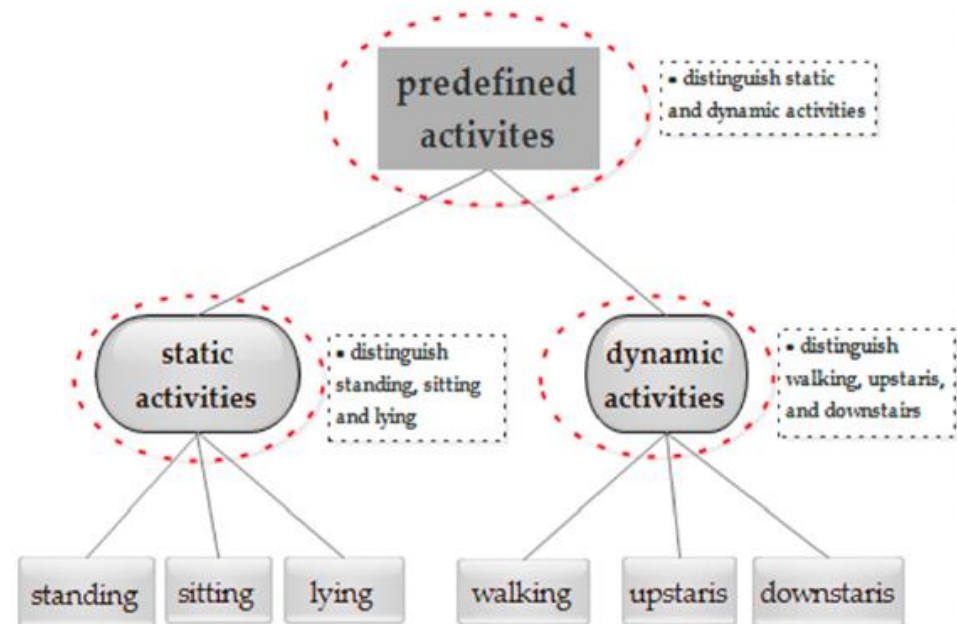 predefined
activites
▪ distinguish static
and dynamic activities
static
activities
▪ distinguish
standing, sitting
and lying
dynamic
activities
▪ distinguish
walking, upstaris,
and downstairs
standing
sitting
lying
walking
upstaris
downstaris